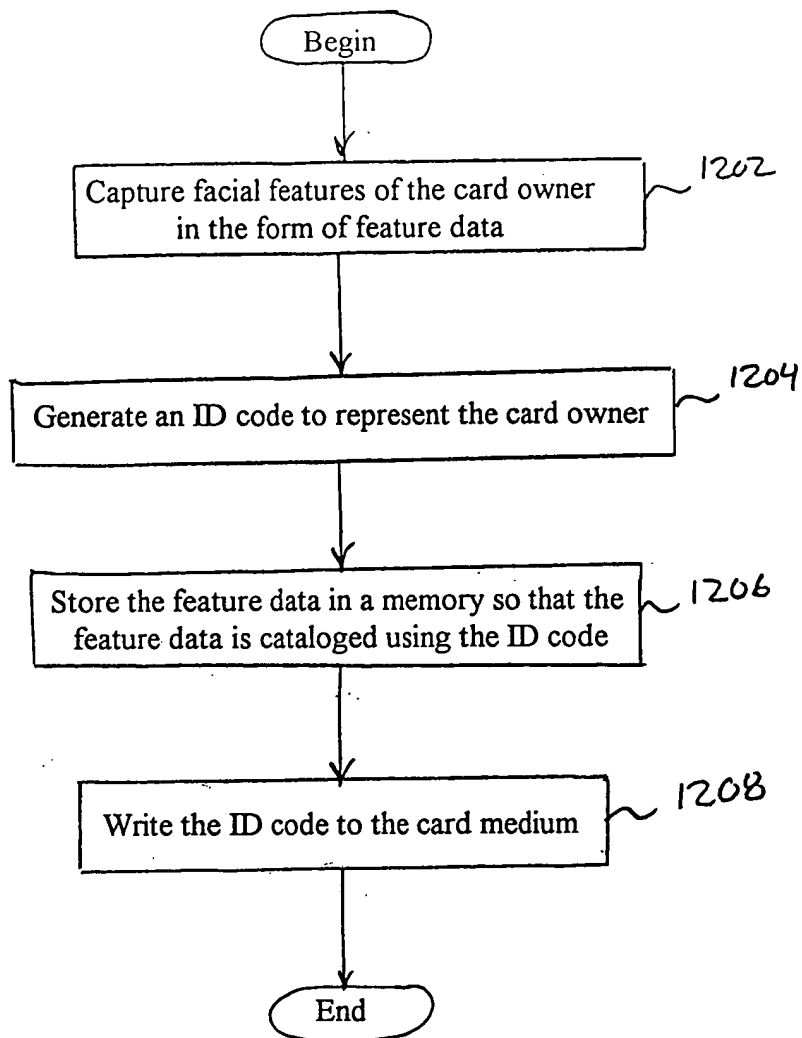 Begin
Capture facial features of the card owner
in the form of feature data
1202
Generate an ID code to represent the card owner
1204
Store the feature data in a memory so that the
feature data is cataloged using the ID code
1206
Write the ID code to the card medium
1208
End